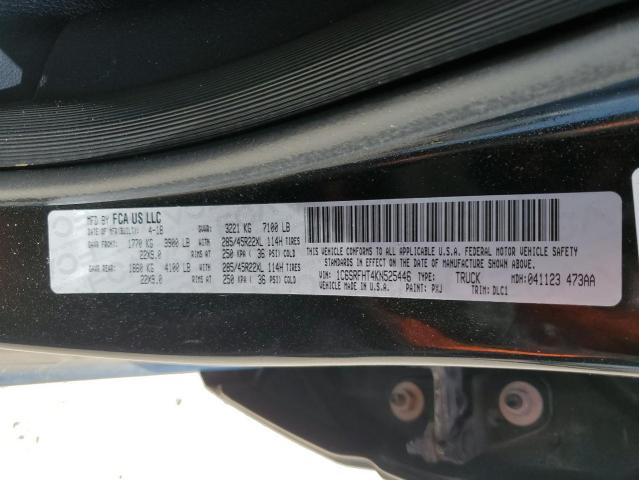 MFD BY FCA US LLC
DATE OF MFR(BUILT): 4-18 GVWR: 3221 KG 7100 LB
GAWR FRONT: 1770 KG 3900 LB WITH 285/45R22XL 114H TIRES
22X9.0 RIMS AT 250 KPA ( 36 PSI) COLD
GAWR REAR: 1860 KG 4100 LB WITH 285/45R22XL 114H TIRES
22X9.0 RIMS AT 250 KPA ( 36 PSI) COLD
THIS VEHICLE CONFORMS TO ALL APPLICABLE U.S.A. FEDERAL MOTOR VEHICLE SAFETY
STANDARDS IN EFFECT ON THE DATE OF MANUFACTURE SHOWN ABOVE.
VIN: 1C6SRFHT4KN525446 TYPE: TRUCK MDH: 041123 473AA
VEHICLE MADE IN U.S.A. PAINT: PXJ TRIM: DLC1